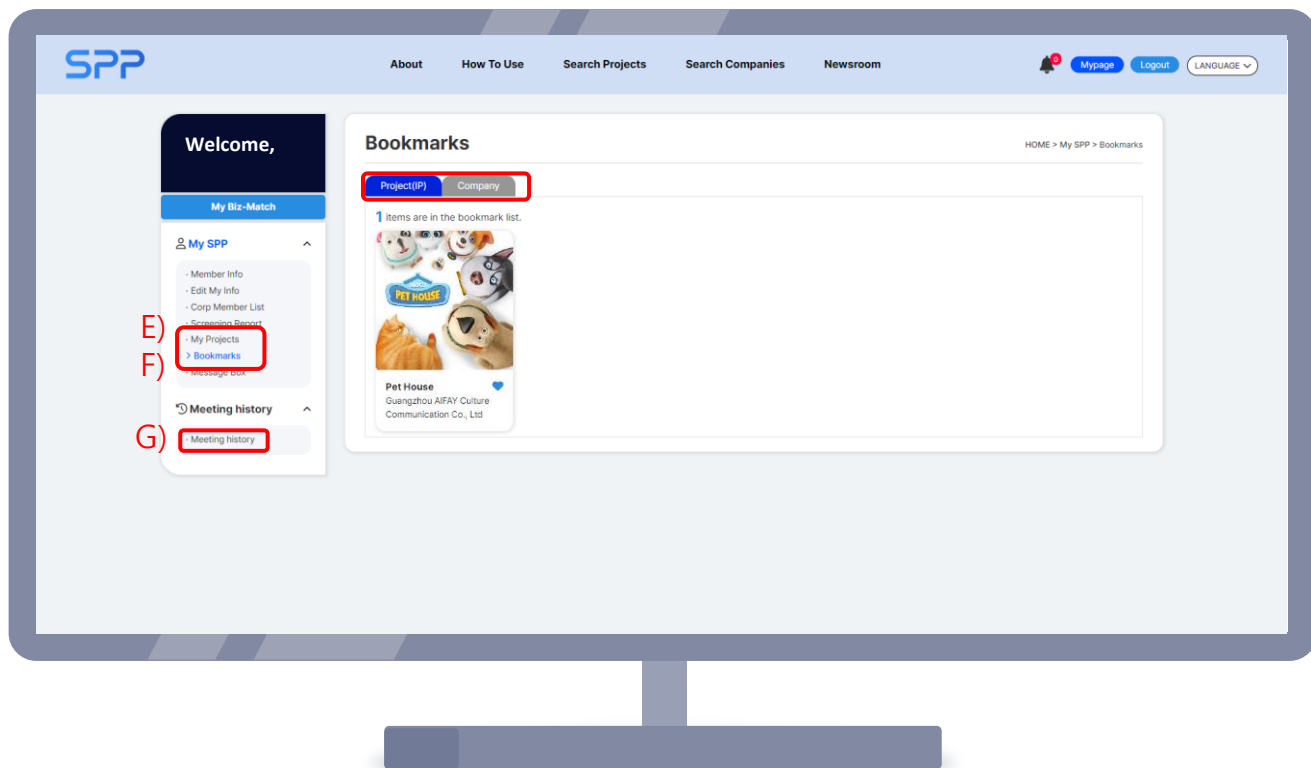 SPP
About How To Use Search Projects Search Companies Newsroom
0
Mypage Logout LANGUAGE
Welcome,
My Biz-Match
My SPP
- Member Info
- Edit My Info
- Corp Member List
- Screening Report
E)
- My Projects
F)
> Bookmarks
- Message Box
Meeting history
G)
- Meeting history
Bookmarks
HOME > My SPP > Bookmarks
Project(IP) Company
1 items are in the bookmark list.
PET HOUSE
Pet House
Guangzhou AIFAY Culture
Communication Co., Ltd